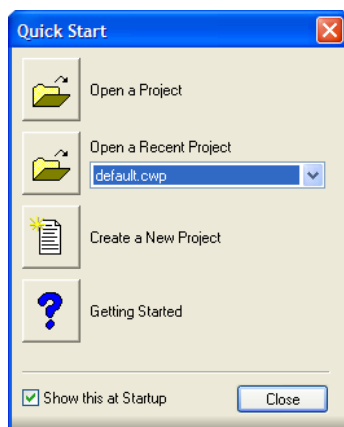 Quick Start
Open a Project
Open a Recent Project
default.cwp
Create a New Project
Getting Started
Show this at Startup
Close